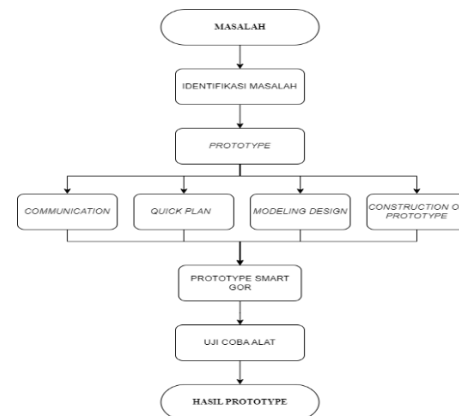 MASALAH
IDENTIFIKASI MASALAH
PROTOTYPE
COMMUNICATION
QUICK PLAN
MODELING DESIGN
CONSTRUCTION O
PROTOTYPE
PROTOTYPE SMART
GOR
UJI COBA ALAT
HASIL PROTOTYPE